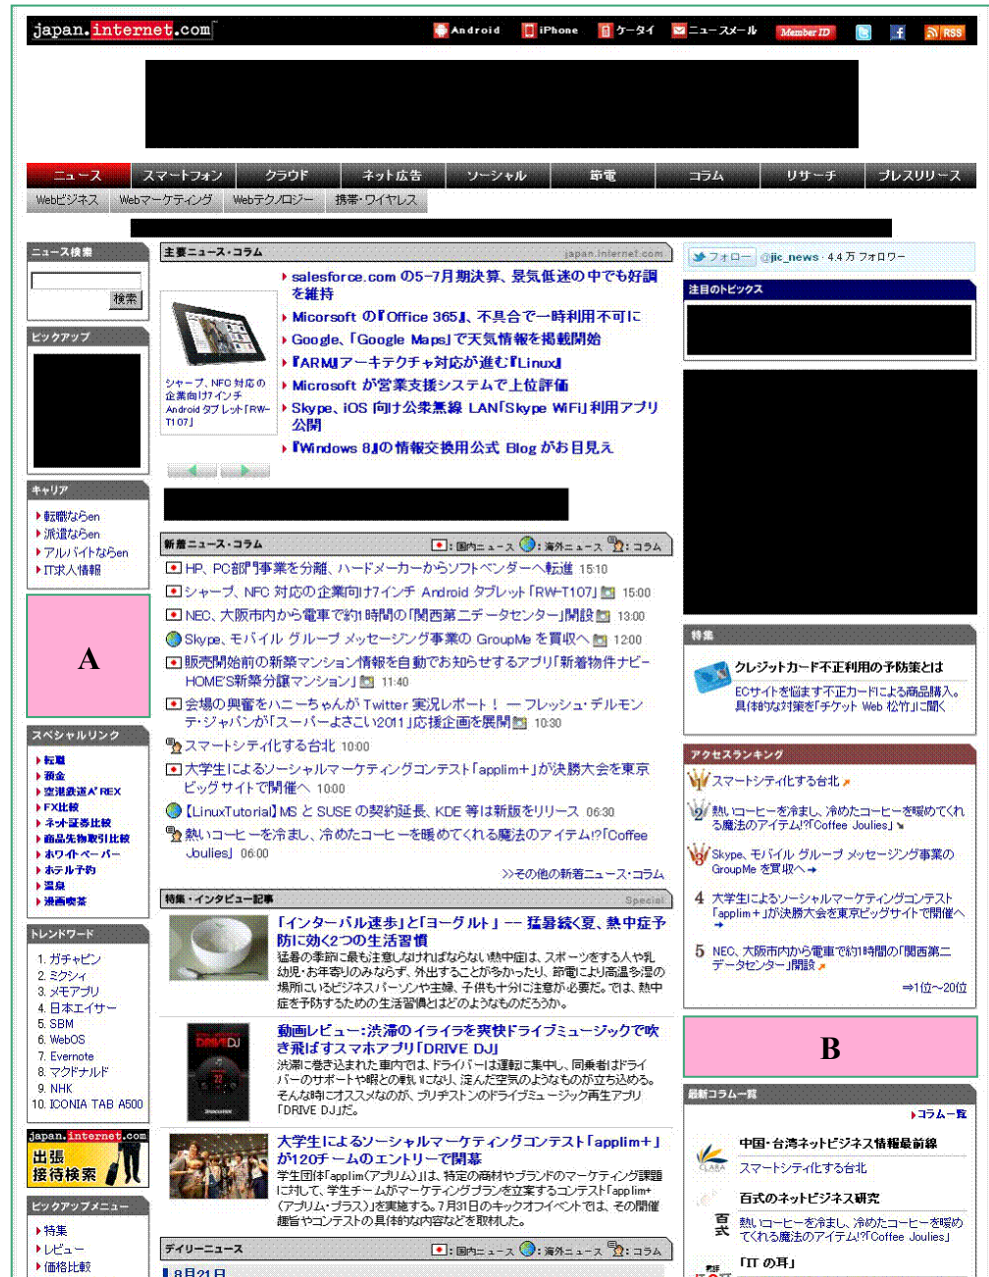 japan.internet.com
Android
iPhone
ケータイ
ニュースメール
Member ID
RSS
ニュース
スマートフォン
クラウド
ネット広告
ソーシャル
節電
コラム
リサーチ
プレスリリース
Webビジネス
Webマーケティング
Webテクノロジー
携帯・ワイヤレス
ニュース検索
検索
ピックアップ
キャリア
転職ならen
派遣ならen
アルバイトならen
IT求人情報
A
スペシャルリンク
転職
預金
空港鉄道A'REX
FX比較
ネット証券比較
商品先物取引比較
ホワイトペーパー
ホテル予約
温泉
漫画喫茶
トレンドワード
1. ガチャピン
2. ミクシィ
3. メモアプリ
4. 日本エイサー
5. SBM
6. WebOS
7. Evernote
8. マクドナルド
9. NHK
10. ICONIA TAB A500
japan.internet.com
出張
接待検索
ピックアップメニュー
特集
レビュー
価格比較
主要ニュース・コラム
japan.internet.com
シャープ、NFC 対応の
企業向け7インチ
Android タブレット「RW-
T107」
salesforce.com の5-7月期決算、景気低迷の中でも好調
を維持
Micorsoft の『Office 365』、不具合で一時利用不可に
Google、「Google Maps」で天気情報を掲載開始
『ARM』アーキテクチャ対応が進む『Linux』
Microsoft が営業支援システムで上位評価
Skype、iOS 向け公衆無線 LAN「Skype WiFi」利用アプリ
公開
『Windows 8』の情報交換用公式 Blog がお目見え
新着ニュース・コラム
：国内ニュース
：海外ニュース
：コラム
HP、PC部門事業を分離、ハードメーカーからソフトベンダーへ転進 15:10
シャープ、NFC 対応の企業向け7インチ Android タブレット「RW-T107」 15:00
NEC、大阪市内から電車で約1時間の「関西第二データセンター」開設 13:00
Skype、モバイル グループ メッセージング事業の GroupMe を買収へ 12:00
販売開始前の新築マンション情報を自動でお知らせするアプリ「新着物件ナビ-
HOME'S新築分譲マンション」 11:40
会場の興奮をハニーちゃんが Twitter 実況レポート！ ― フレッシュ・デルモン
テ・ジャパンが「スーパーよさこい2011」応援企画を展開 10:30
スマートシティ化する台北 10:00
大学生によるソーシャルマーケティングコンテスト「applim+」が決勝大会を東京
ビッグサイトで開催へ 10:00
【LinuxTutorial】MS と SUSE の契約延長、KDE 等は新版をリリース 06:30
熱いコーヒーを冷まし、冷めたコーヒーを暖めてくれる魔法のアイテム!?「Coffee
Joulies」 06:00
>>その他の新着ニュース・コラム
特集・インタビュー記事
Special
「インターバル速歩」と「ヨーグルト」 -- 猛暑続く夏、熱中症予
防に効く2つの生活習慣
猛暑の季節に最も注意しなければならない熱中症は、スポーツをする人や乳
幼児・お年寄りのみならず、外出することが多かったり、節電により高温多湿の
場所にいるビジネスパーソンや主婦、子供も十分に注意が必要だ。では、熱中
症を予防するための生活習慣とはどのようなものだろうか。
DRIVE DJ
動画レビュー：渋滞のイライラを爽快ドライブミュージックで吹
き飛ばすスマホアプリ「DRIVE DJ」
渋滞に巻き込まれた車内では、ドライバーは運転に集中し、同乗者はドライ
バーのサポートや暇との戦いになり、淀んだ空気のようなものが立ち込める。
そんな時にオススメなのが、ブリヂストンのドライブミュージック再生アプリ
「DRIVE DJ」だ。
大学生によるソーシャルマーケティングコンテスト「applim+」
が120チームのエントリーで開幕
学生団体「applim（アプリム）」は、特定の商材やブランドのマーケティング課題
に対して、学生チームがマーケティングプランを立案するコンテスト「applim+
（アプリム・プラス）」を実施する。7月31日のキックオフイベントでは、その開催
趣旨やコンテストの具体的な内容などを取材した。
デイリーニュース
：国内ニュース
：海外ニュース
：コラム
8月21日
フォロー
@jic_news · 4.4 万 フォロワー
注目のトピックス
特集
クレジットカード不正利用の予防策とは
ECサイトを悩ます不正カードによる商品購入。
具体的な対策を「チケット Web 松竹」に聞く
アクセスランキング
1
スマートシティ化する台北
2
熱いコーヒーを冷まし、冷めたコーヒーを暖めてくれ
る魔法のアイテム!?「Coffee Joulies」
3
Skype、モバイル グループ メッセージング事業の
GroupMe を買収へ
4
大学生によるソーシャルマーケティングコンテスト
「applim+」が決勝大会を東京ビッグサイトで開催へ
5
NEC、大阪市内から電車で約1時間の「関西第二
データセンター」開設
⇒1位～20位
B
最新コラム一覧
コラム一覧
CLARA
中国・台湾ネットビジネス情報最前線
スマートシティ化する台北
百式
百式のネットビジネス研究
熱いコーヒーを冷まし、冷めたコーヒーを暖め
てくれる魔法のアイテム!?「Coffee Joulies」
「IT の耳」